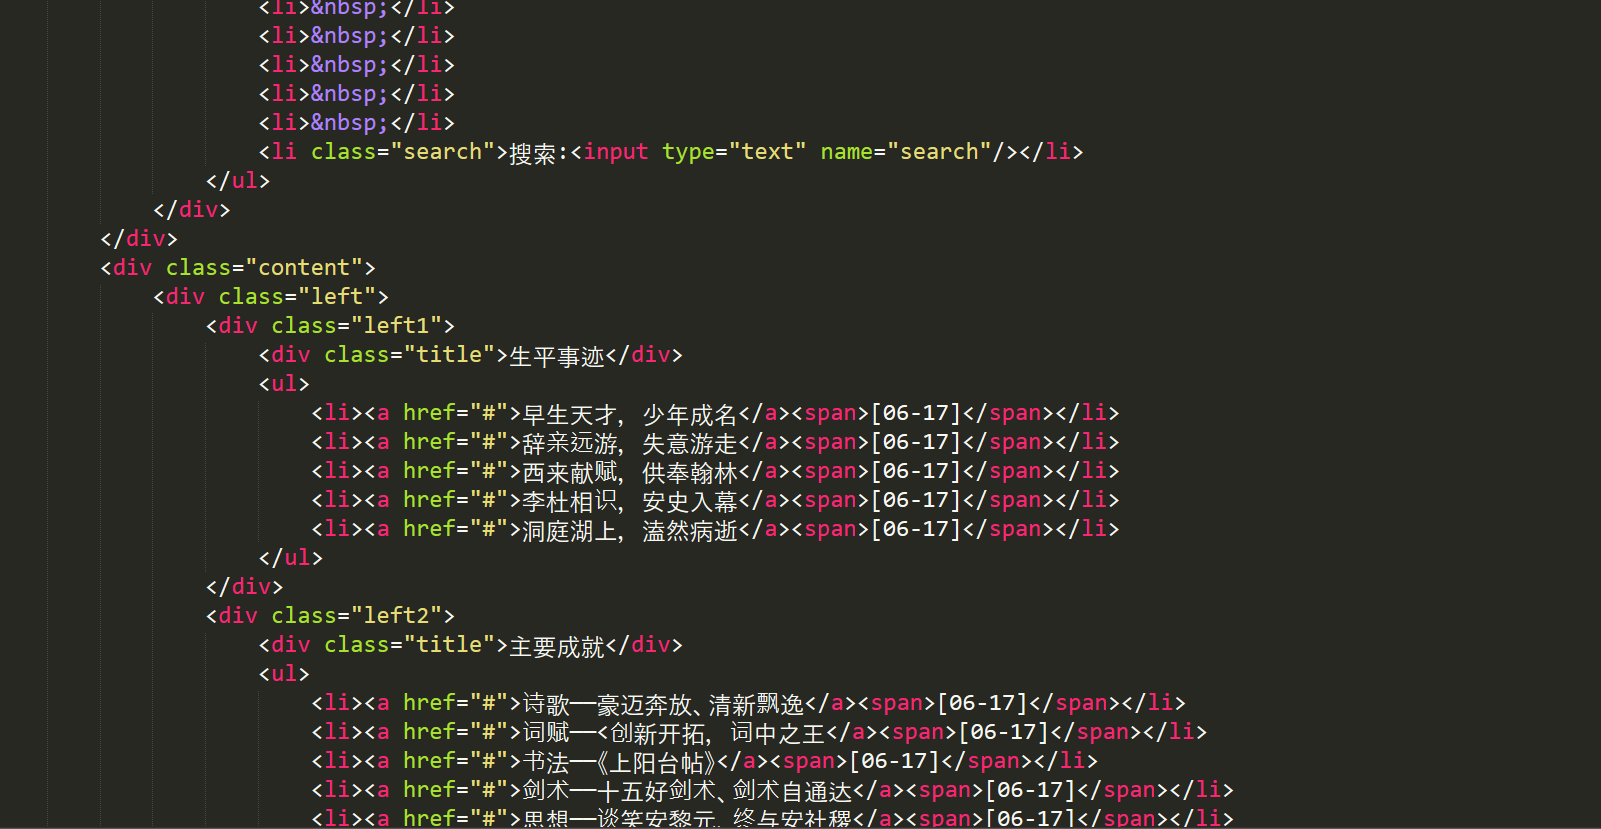 <li>&nbsp;</li>
<li>&nbsp;</li>
<li>&nbsp;</li>
<li>&nbsp;</li>
<li>&nbsp;</li>
<li class="search">搜索:<input type="text" name="search"/></li>
</ul>
</div>
</div>
<div class="content">
<div class="left">
<div class="left1">
<div class="title">生平事迹</div>
<ul>
<li><a href="#">早生天才, 少年成名</a><span>[06-17]</span></li>
<li><a href="#">辞亲远游, 失意游走</a><span>[06-17]</span></li>
<li><a href="#">西来献赋, 供奉翰林</a><span>[06-17]</span></li>
<li><a href="#">李杜相识, 安史入幕</a><span>[06-17]</span></li>
<li><a href="#">洞庭湖上, 溘然病逝</a><span>[06-17]</span></li>
</ul>
</div>
<div class="left2">
<div class="title">主要成就</div>
<ul>
<li><a href="#">诗歌——豪迈奔放、清新飘逸</a><span>[06-17]</span></li>
<li><a href="#">词赋——<创新开拓, 词中之王</a><span>[06-17]</span></li>
<li><a href="#">书法——《上阳台帖》</a><span>[06-17]</span></li>
<li><a href="#">剑术——十五好剑术、剑术自通达</a><span>[06-17]</span></li>
<li><a href="#">思想——谈笑安黎元, 终与安社稷</a><span>[06-17]</span></li>